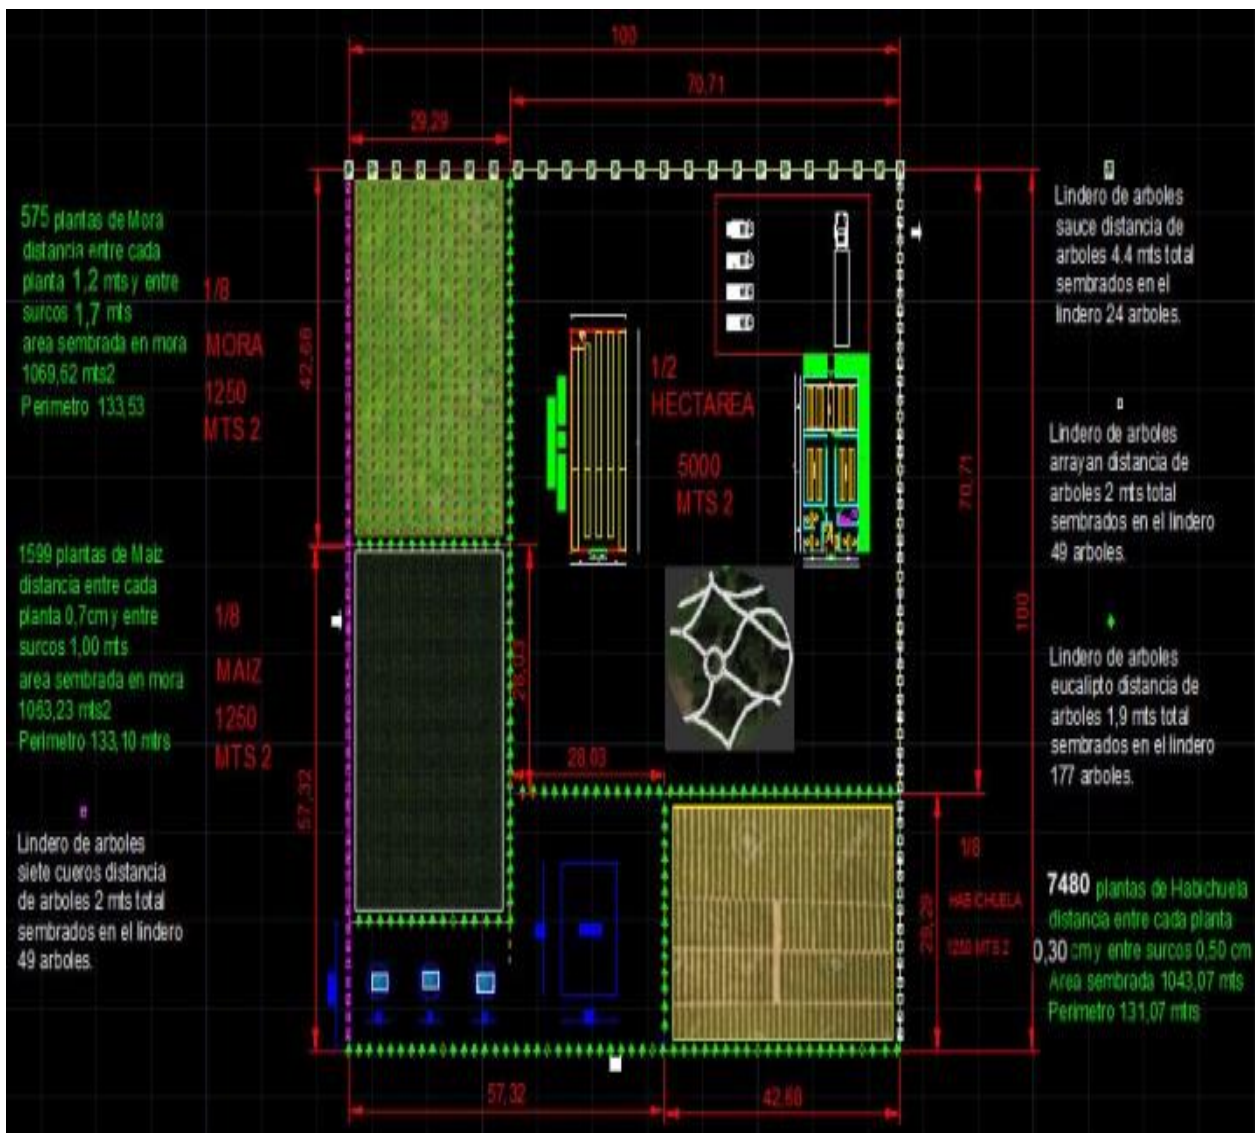 100
70,71
29,29
575 plantas de Mora
distancia entre cada
planta 1,2 mts y entre
surcos 1,7 mts
area sembrada en mora
1069,62 mts2
Perimetro 133,53
1/8
MORA
1250
MTS 2
42,66
1/2
HECTAREA
5000
MTS 2
70,71
100
Lindero de arboles
sauce distancia de
arboles 4.4 mts total
sembrados en el
lindero 24 arboles.
Lindero de arboles
arrayan distancia de
arboles 2 mts total
sembrados en el lindero
49 arboles.
1599 plantas de Maiz
distancia entre cada
planta 0,7cm y entre
surcos 1,00 mts
area sembrada en mora
1063,23 mts2
Perimetro 133,10 mtrs
1/8
MAIZ
1250
MTS 2
57,32
28,03
28,03
Lindero de arboles
eucalipto distancia de
arboles 1,9 mts total
sembrados en el lindero
177 arboles.
Lindero de arboles
siete cueros distancia
de arboles 2 mts total
sembrados en el lindero
49 arboles.
29,29
1/8
HABICHUELA
1250 MTS 2
7480 plantas de Habichuela
distancia entre cada planta
0,30 cm y entre surcos 0,50 cm
Area sembrada 1043,07 mts
Perimetro 131,07 mtrs
57,32
42,68